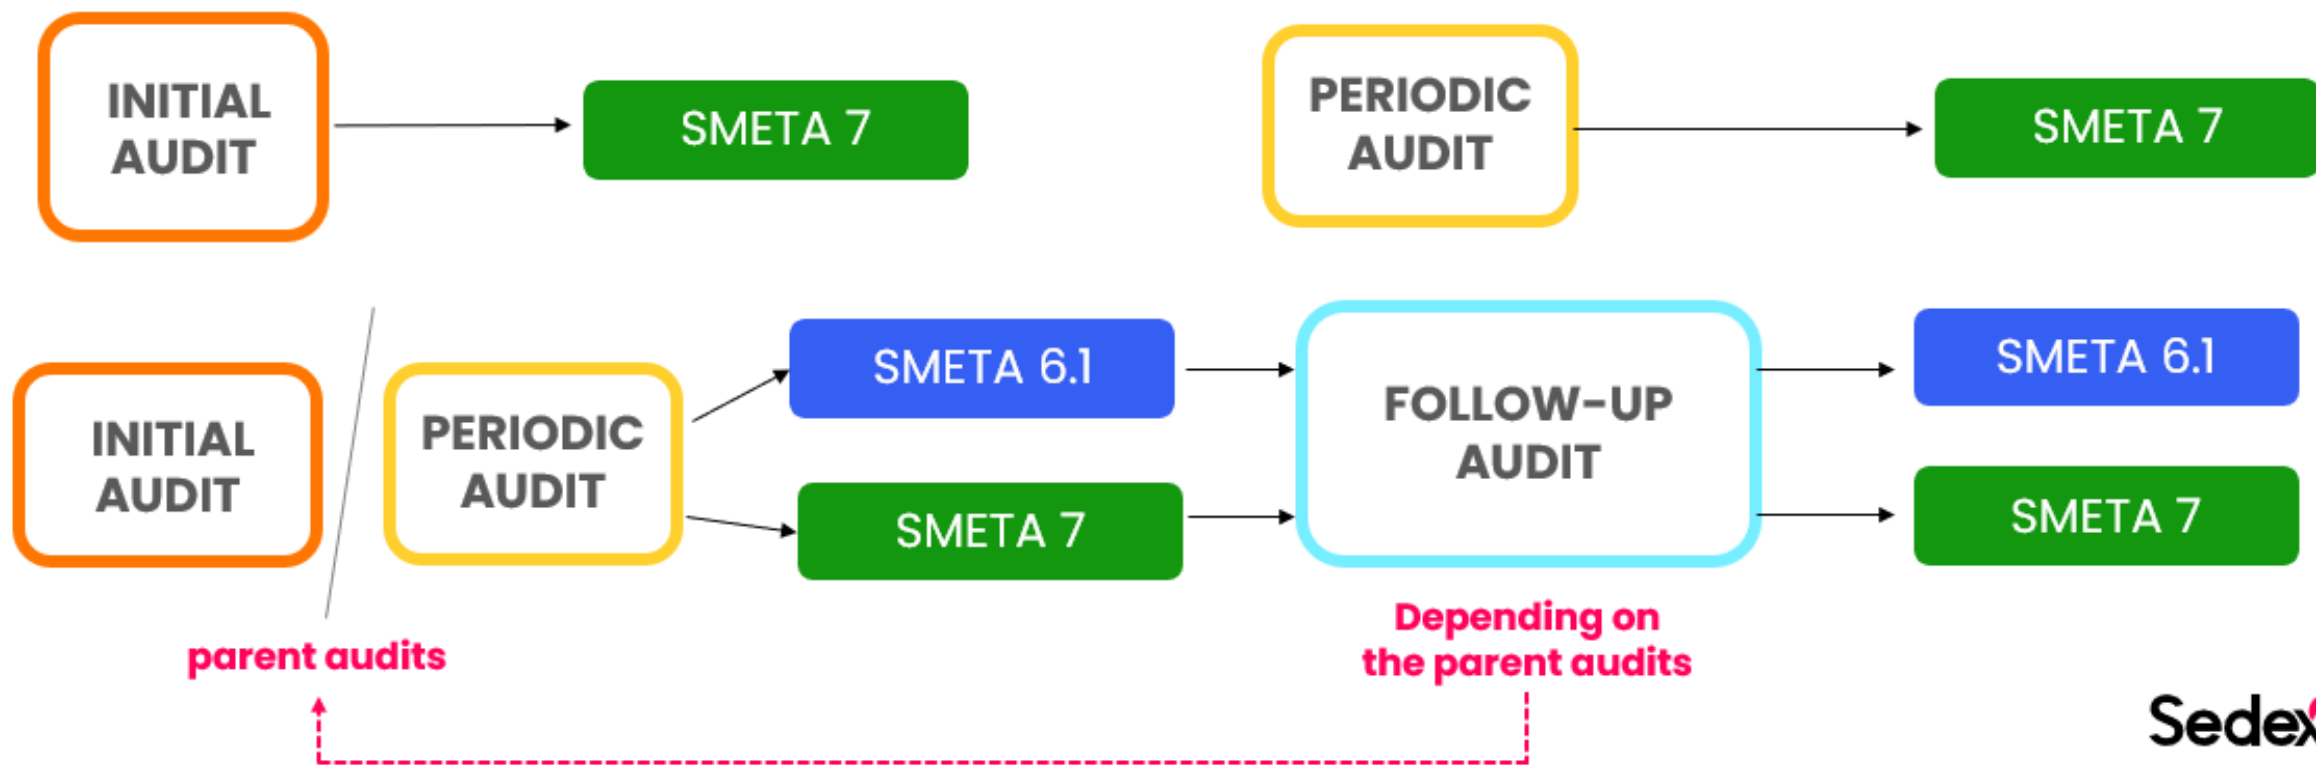 INITIAL
AUDIT
SMETA 7
PERIODIC
AUDIT
SMETA 7
INITIAL
AUDIT
PERIODIC
AUDIT
SMETA 6.1
SMETA 7
FOLLOW-UP
AUDIT
SMETA 6.1
SMETA 7
parent audits
Depending on
the parent audits
Sedex